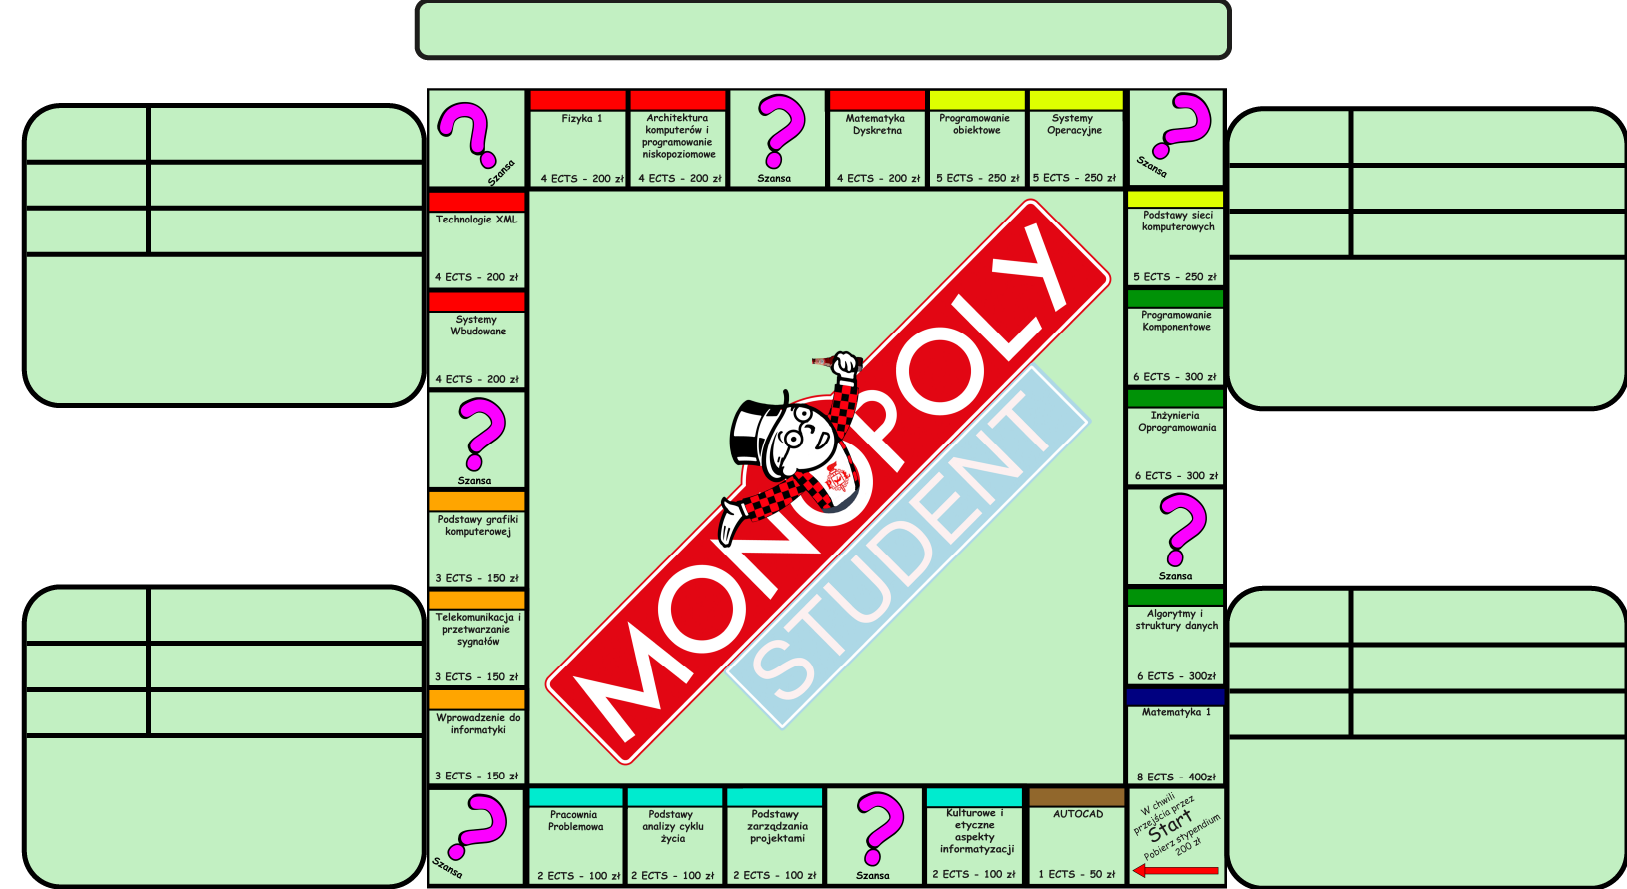 Szansa
Fizyka 1
4 ECTS - 200 zł
Architektura
komputerów i
programowanie
niskopoziomowe
4 ECTS - 200 zł
Szansa
Matematyka
Dyskretna
4 ECTS - 200 zł
Programowanie
obiektowe
5 ECTS - 250 zł
Systemy
Operacyjne
5 ECTS - 250 zł
Szansa
Technologie XML
4 ECTS - 200 zł
Systemy
Wbudowane
4 ECTS - 200 zł
Szansa
Podstawy grafiki
komputerowej
3 ECTS - 150 zł
Telekomunikacja i
przetwarzanie
sygnałów
3 ECTS - 150 zł
Wprowadzenie do
informatyki
3 ECTS - 150 zł
MONOPOLY
STUDENT
Podstawy sieci
komputerowych
5 ECTS - 250 zł
Programowanie
Komponentowe
6 ECTS - 300 zł
Inżynieria
Oprogramowania
6 ECTS - 300 zł
Szansa
Algorytmy i
struktury danych
6 ECTS - 300zł
Matematyka 1
8 ECTS - 400zł
Szansa
Pracownia
Problemowa
2 ECTS - 100 zł
Podstawy
analizy cyklu
życia
2 ECTS - 100 zł
Podstawy
zarządzania
projektami
2 ECTS - 100 zł
Szansa
Kulturowe i
etyczne
aspekty
informatyzacji
2 ECTS - 100 zł
AUTOCAD
1 ECTS - 50 zł
W chwili
przejścia przez
Start
Pobierz stypendium
200 zł